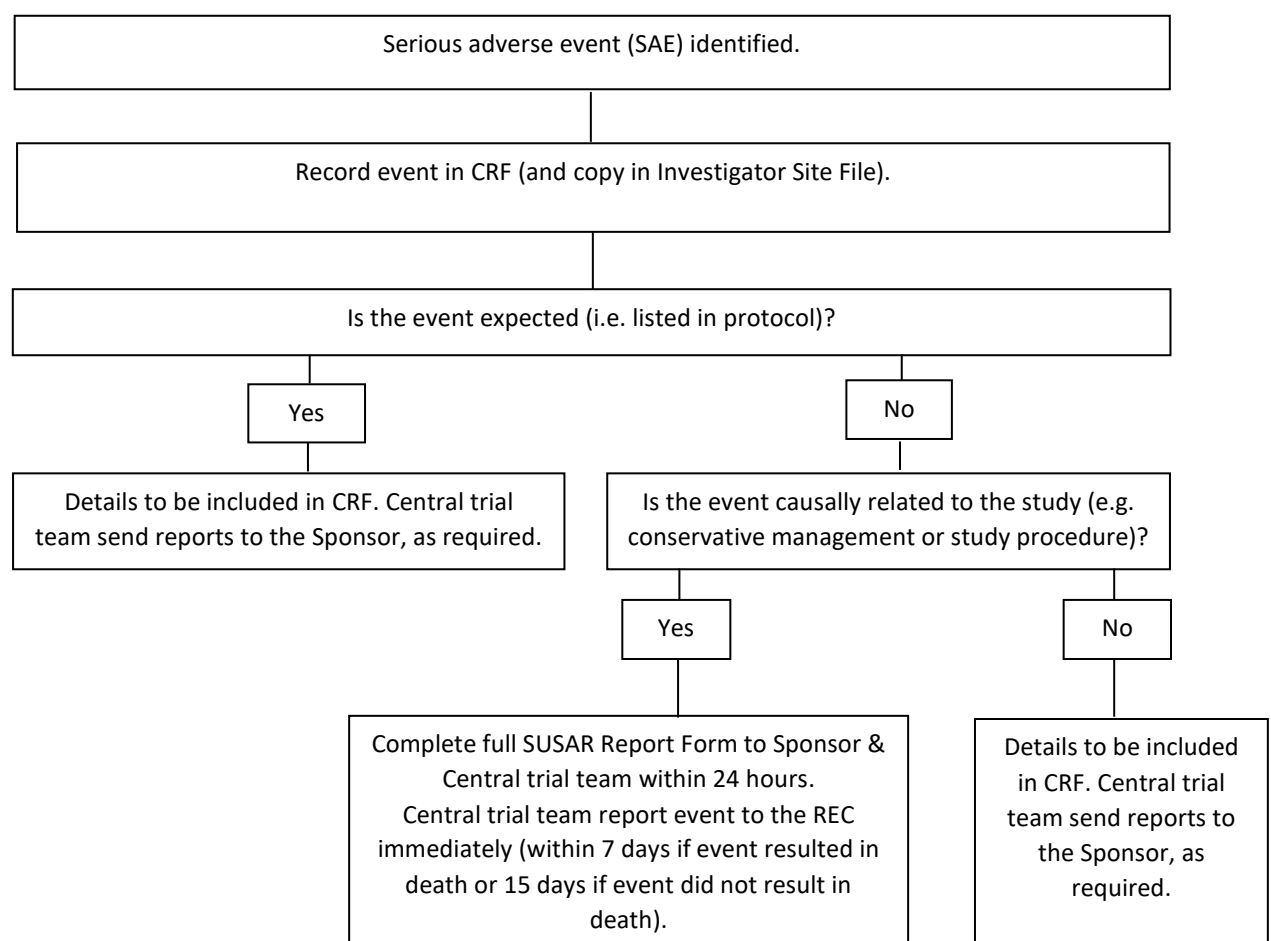 Serious adverse event (SAE) identified.
Record event in CRF (and copy in Investigator Site File).
Is the event expected (i.e. listed in protocol)?
Yes
No
Details to be included in CRF. Central trial
team send reports to the Sponsor, as required.
Is the event causally related to the study (e.g.
conservative management or study procedure)?
Yes
No
Complete full SUSAR Report Form to Sponsor &
Central trial team within 24 hours.
Central trial team report event to the REC
immediately (within 7 days if event resulted in
death or 15 days if event did not result in
death).
Details to be included
in CRF. Central trial
team send reports to
the Sponsor, as
required.